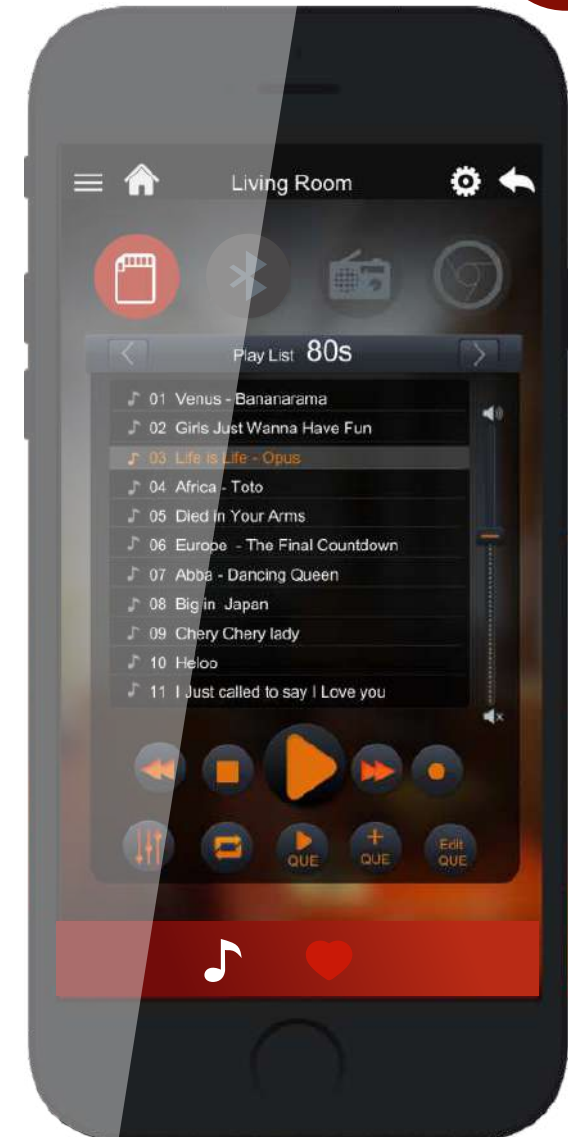 Living Room
Play List 80s
01 Venus - Bananarama
02 Girls Just Wanna Have Fun
03 Life is Life - Opus
04 Africa - Toto
05 Died in Your Arms
06 Europe - The Final Countdown
07 Abba - Dancing Queen
08 Big in Japan
09 Chery Chery lady
10 Heloo
11 I Just called to say I Love you
QUE
QUE
Edit
QUE